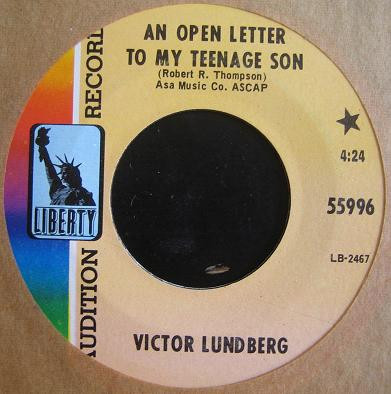 AN OPEN LETTER
TO MY TEENAGE SON
(Robert R. Thompson)
Asa Music Co. ASCAP
4:24
55996
LB-2467
LIBERTY
AUDITION RECORD
VICTOR LUNDBERG